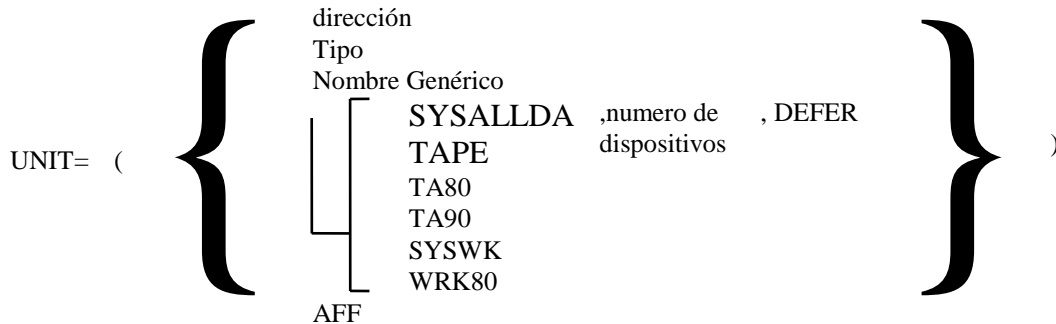 dirección
Tipo
Nombre Genérico
SYSALLDA ,numero de dispositivos , DEFER
TAPE
UNIT= ( )
TA80
TA90
SYSWK
WRK80
AFF